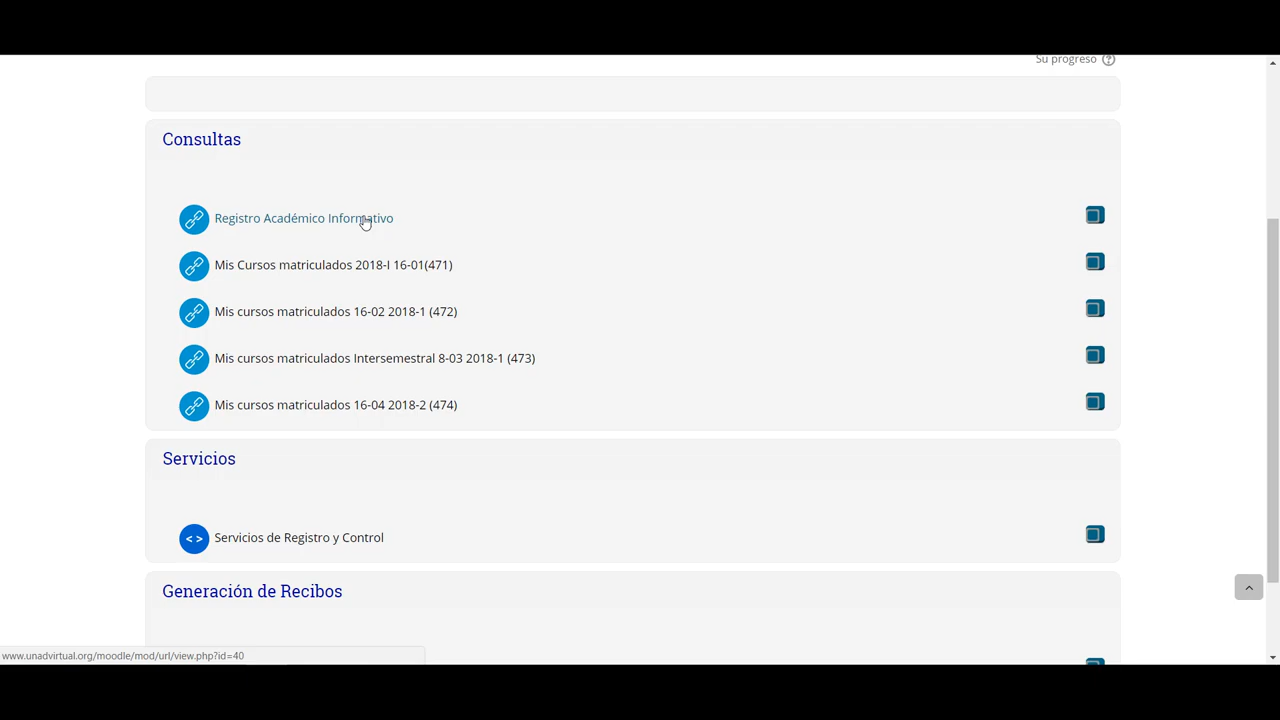 Su progreso
Consultas
Registro Académico Informativo
Mis Cursos matriculados 2018-I 16-01(471)
Mis cursos matriculados 16-02 2018-1 (472)
Mis cursos matriculados Intersemestral 8-03 2018-1 (473)
Mis cursos matriculados 16-04 2018-2 (474)
Servicios
< > Servicios de Registro y Control
Generación de Recibos
www.unadvirtual.org/moodle/mod/url/view.php?id=40